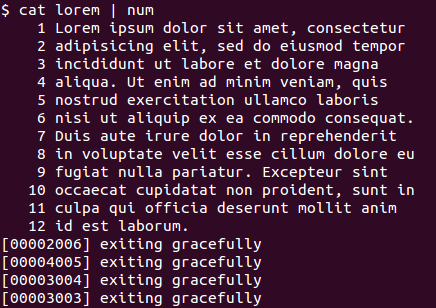 $ cat lorem | num
1 Lorem ipsum dolor sit amet, consectetur
2 adipisicing elit, sed do eiusmod tempor
3 incididunt ut labore et dolore magna
4 aliqua. Ut enim ad minim veniam, quis
5 nostrud exercitation ullamco laboris
6 nisi ut aliquip ex ea commodo consequat.
7 Duis aute irure dolor in reprehenderit
8 in voluptate velit esse cillum dolore eu
9 fugiat nulla pariatur. Excepteur sint
10 occaecat cupidatat non proident, sunt in
11 culpa qui officia deserunt mollit anim
12 id est laborum.
[00002006] exiting gracefully
[00004005] exiting gracefully
[00003004] exiting gracefully
[00003003] exiting gracefully